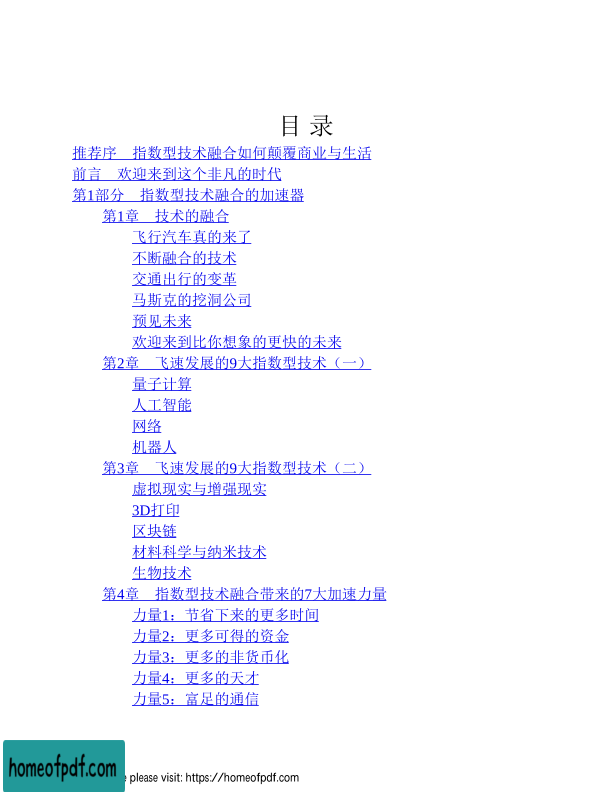 目 录
推荐序　指数型技术融合如何颠覆商业与生活
前言　欢迎来到这个非凡的时代
第1部分　指数型技术融合的加速器
第1章　技术的融合
飞行汽车真的来了
不断融合的技术
交通出行的变革
马斯克的挖洞公司
预见未来
欢迎来到比你想象的更快的未来
第2章　飞速发展的9大指数型技术（一）
量子计算
人工智能
网络
机器人
第3章　飞速发展的9大指数型技术（二）
虚拟现实与增强现实
3D打印
区块链
材料科学与纳米技术
生物技术
第4章　指数型技术融合带来的7大加速力量
力量1：节省下来的更多时间
力量2：更多可得的资金
力量3：更多的非货币化
力量4：更多的天才
力量5：富足的通信
homeofpdf.com
please visit: https://homeofpdf.com